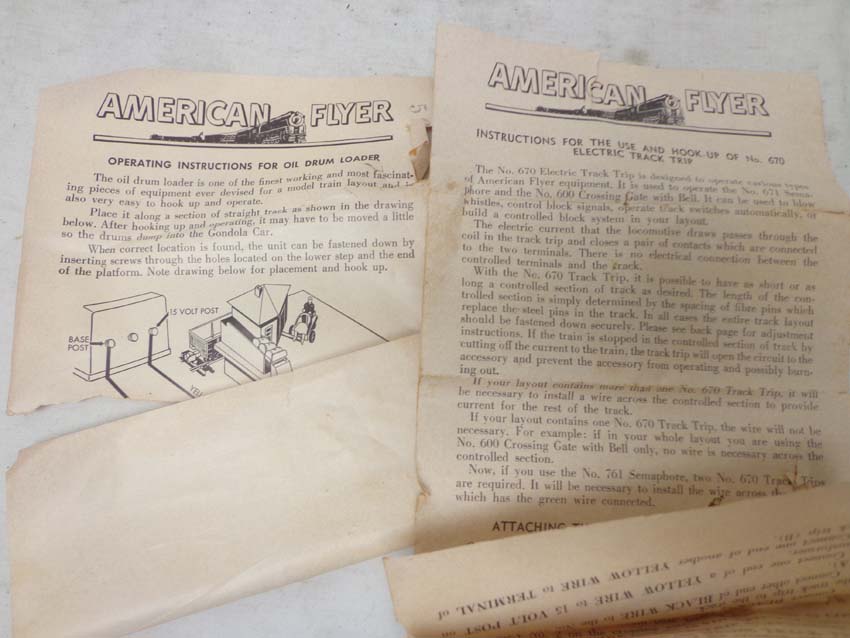 AMERICAN FLYER
OPERATING INSTRUCTIONS FOR OIL DRUM LOADER
The oil drum loader is one of the finest working and most fascinat-
ing pieces of equipment ever devised for a model train layout and is
also very easy to hook up and operate.
Place it along a section of straight track as shown in the drawing
below. After hooking up and operating, it may have to be moved a little
so the drums dump into the Gondola Car.
When correct location is found, the unit can be fastened down by
inserting screws through the holes located on the lower step and the end
of the platform. Note drawing below for placement and hook up.
15 VOLT POST
BASE
POST
YEL
AMERICAN FLYER
INSTRUCTIONS FOR THE USE AND HOOK-UP OF No. 670
ELECTRIC TRACK TRIP
The No. 670 Electric Track Trip is designed to operate various types
of American Flyer equipment. It is used to operate the No. 671 Sema-
phore and the No. 600 Crossing Gate with Bell. It can be used to blow
whistles, control block signals, operate track switches automatically, or
build a controlled block system in your layout.
The electric current that the locomotive draws passes through the
coil in the track trip and closes a pair of contacts which are connected
to the two terminals. There is no electrical connection between the
controlled terminals and the track.
With the No. 670 Track Trip, it is possible to have as short or as
long a controlled section of track as desired. The length of the con-
trolled section is simply determined by the spacing of fibre pins which
replace the steel pins in the track. In all cases the entire track layout
should be fastened down securely. Please see back page for adjustment
instructions. If the train is stopped in the controlled section of track by
cutting off the current to the train, the track trip will open the circuit to the
accessory and prevent the accessory from operating and possibly burn-
ing out.
If your layout contains more than one No. 670 Track Trip, it will
be necessary to install a wire across the controlled section to provide
current for the rest of the track.
If your layout contains one No. 670 Track Trip, the wire will not be
necessary. For example: if in your whole layout you are using the
No. 600 Crossing Gate with Bell only, no wire is necessary across the
controlled section.
Now, if you use the No. 761 Semaphore, two No. 670 Track Trips
are required. It will be necessary to install the wire across
which has the green wire connected.
ATTACHING
YELLOW WIRE to TERMINAL of
Connect one end of a YELLOW WIRE to 15 VOLT POST on
BLACK WIRE to the